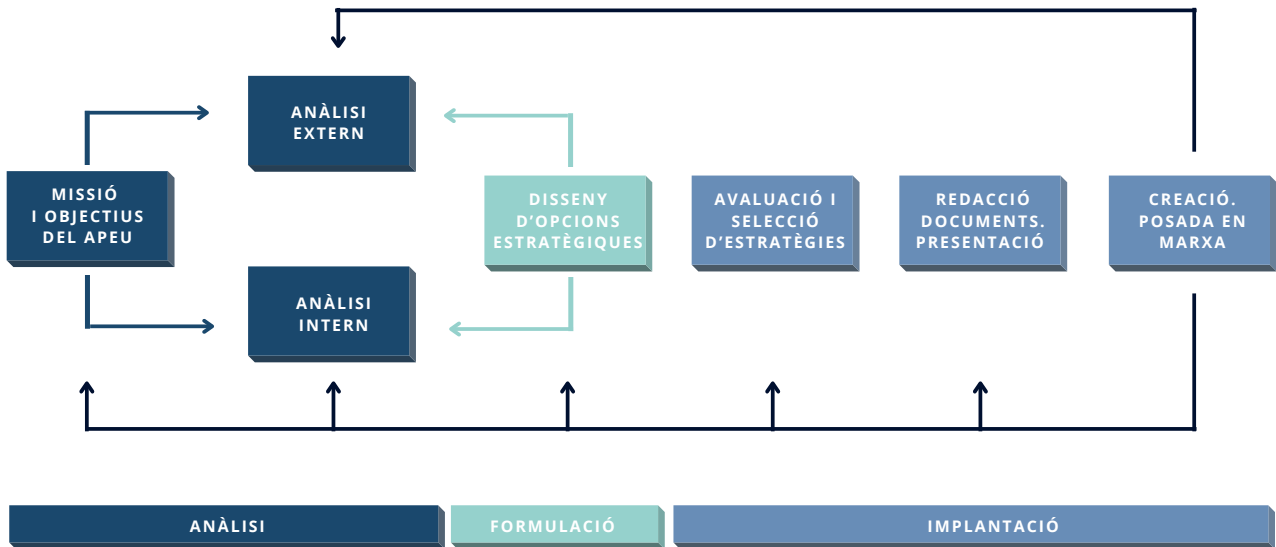 ANÀLISI
EXTERN
MISSIÓ
I OBJECTIUS
DEL APEU
DISSENY
D'OPCIONS
ESTRATÈGIQUES
AVALUACIÓ I
SELECCIÓ
D'ESTRATÈGIES
REDACCIÓ
DOCUMENTS.
PRESENTACIÓ
CREACIÓ.
POSADA EN
MARXA
ANÀLISI
INTERN
ANÀLISI
FORMULACIÓ
IMPLANTACIÓ